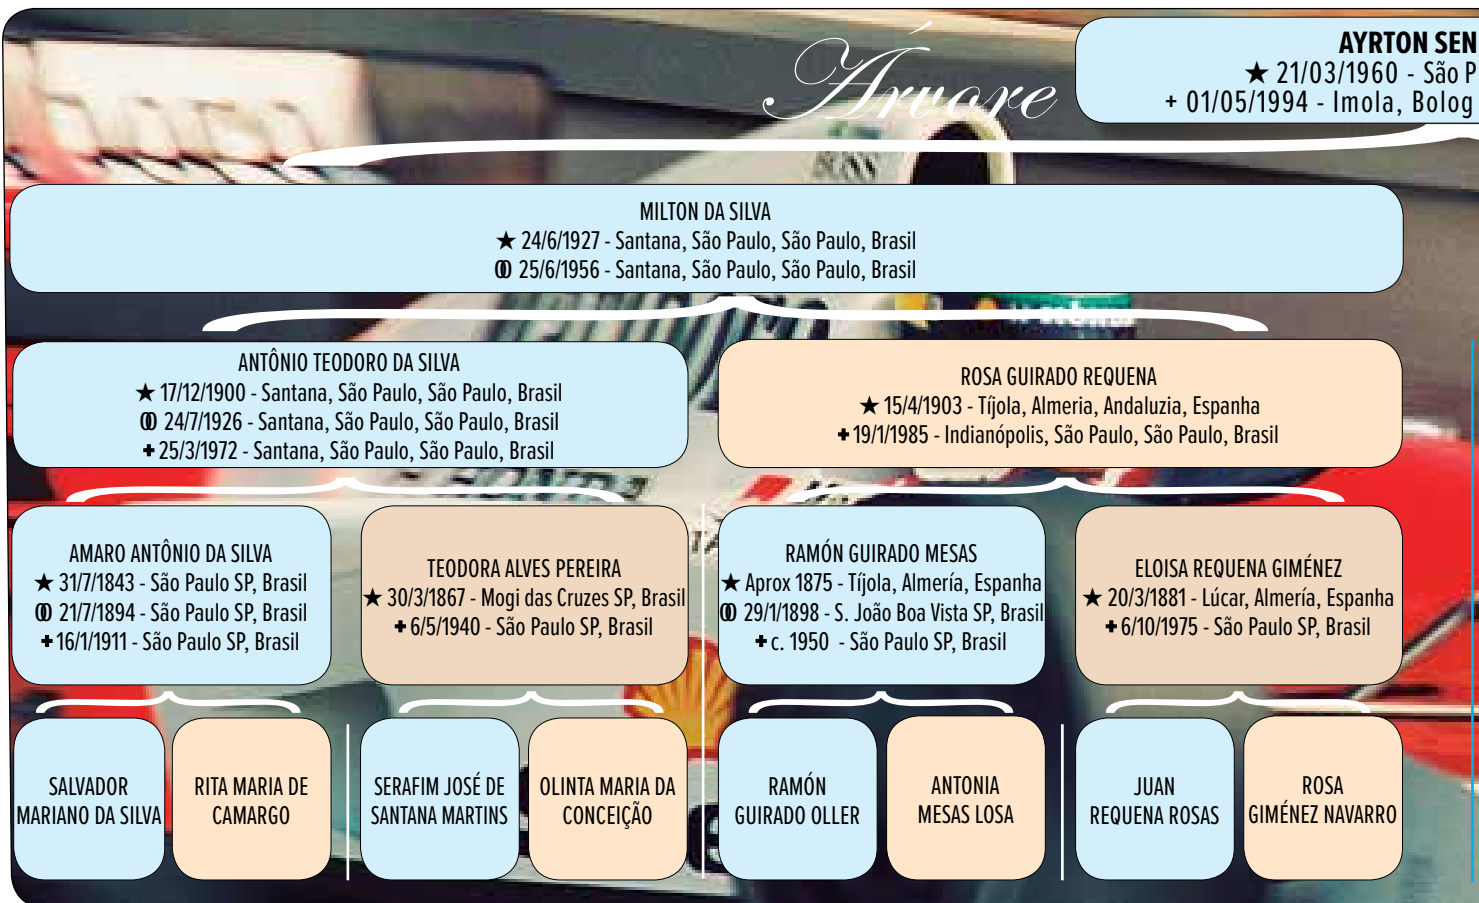 Árvore
AYRTON SEN
★ 21/03/1960 - São P
+ 01/05/1994 - Imola, Bolog
MILTON DA SILVA
★ 24/6/1927 - Santana, São Paulo, São Paulo, Brasil
⚭ 25/6/1956 - Santana, São Paulo, São Paulo, Brasil
ANTÔNIO TEODORO DA SILVA
★ 17/12/1900 - Santana, São Paulo, São Paulo, Brasil
⚭ 24/7/1926 - Santana, São Paulo, São Paulo, Brasil
+ 25/3/1972 - Santana, São Paulo, São Paulo, Brasil
ROSA GUIRADO REQUENA
★ 15/4/1903 - Tíjola, Almeria, Andaluzia, Espanha
+ 19/1/1985 - Indianópolis, São Paulo, São Paulo, Brasil
AMARO ANTÔNIO DA SILVA
★ 31/7/1843 - São Paulo SP, Brasil
⚭ 21/7/1894 - São Paulo SP, Brasil
+ 16/1/1911 - São Paulo SP, Brasil
TEODORA ALVES PEREIRA
★ 30/3/1867 - Mogi das Cruzes SP, Brasil
+ 6/5/1940 - São Paulo SP, Brasil
RAMÓN GUIRADO MESAS
★ Aprox 1875 - Tíjola, Almería, Espanha
⚭ 29/1/1898 - S. João Boa Vista SP, Brasil
+ c. 1950 - São Paulo SP, Brasil
ELOISA REQUENA GIMÉNEZ
★ 20/3/1881 - Lúcar, Almería, Espanha
+ 6/10/1975 - São Paulo SP, Brasil
SALVADOR
MARIANO DA SILVA
RITA MARIA DE
CAMARGO
SERAFIM JOSÉ DE
SANTANA MARTINS
OLINTA MARIA DA
CONCEIÇÃO
RAMÓN
GUIRADO OLLER
ANTONIA
MESAS LOSA
JUAN
REQUENA ROSAS
ROSA
GIMÉNEZ NAVARRO